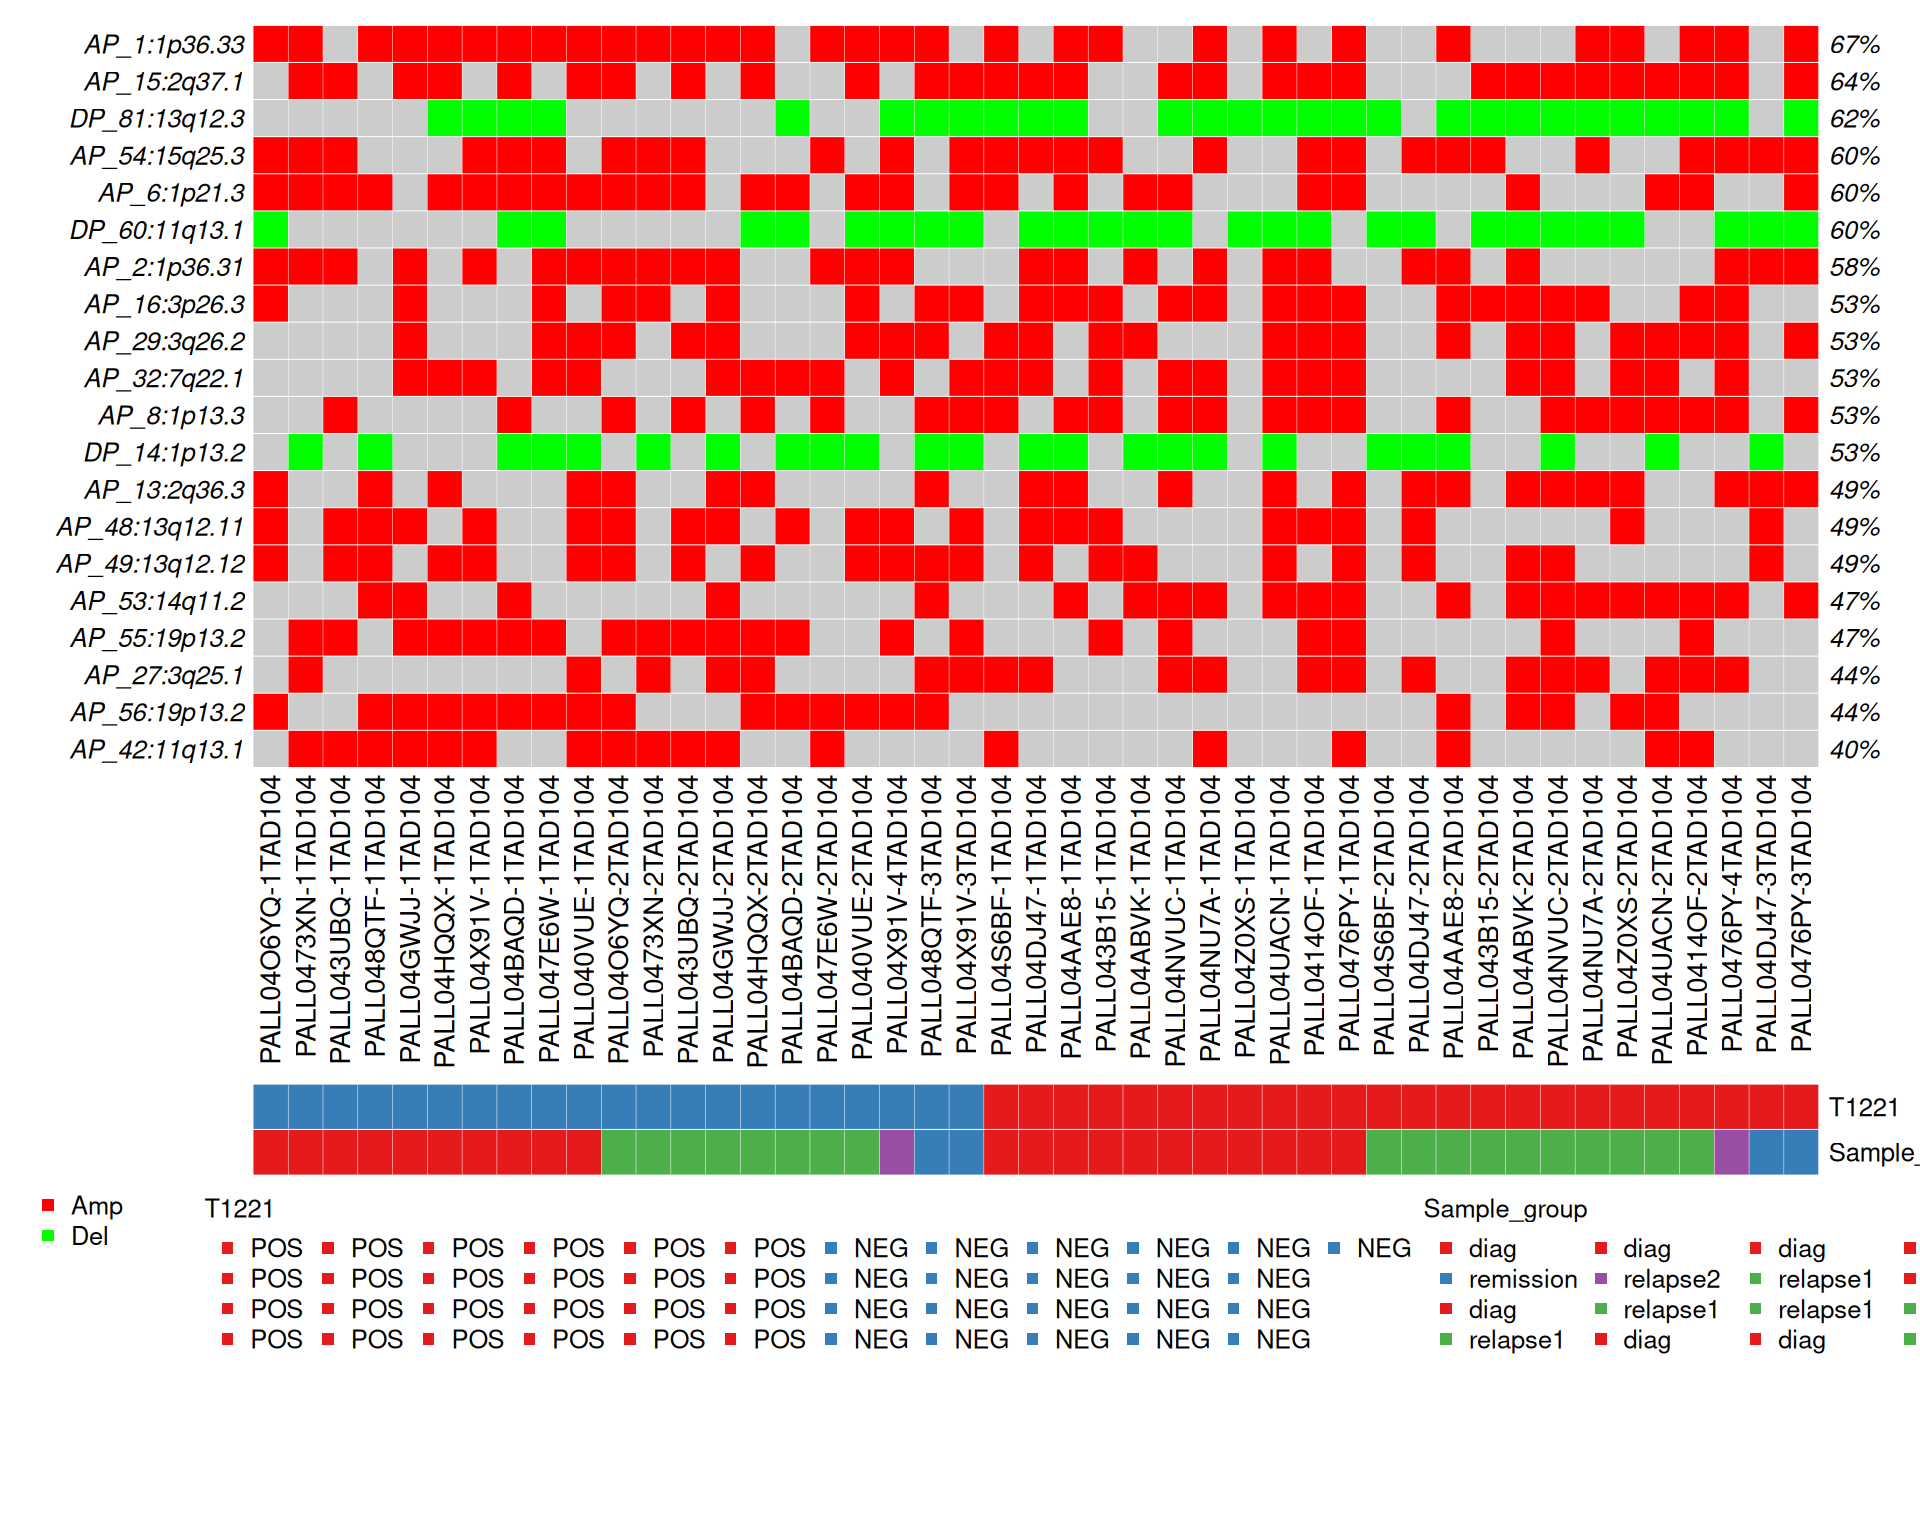 AP_1:1p36.33 67%
AP_15:2q37.1 64%
DP_81:13q12.3 62%
AP_54:15q25.3 60%
AP_6:1p21.3 60%
DP_60:11q13.1 60%
AP_2:1p36.31 58%
AP_16:3p26.3 53%
AP_29:3q26.2 53%
AP_32:7q22.1 53%
AP_8:1p13.3 53%
DP_14:1p13.2 53%
AP_13:2q36.3 49%
AP_48:13q12.11 49%
AP_49:13q12.12 49%
AP_53:14q11.2 47%
AP_55:19p13.2 47%
AP_27:3q25.1 44%
AP_56:19p13.2 44%
AP_42:11q13.1 40%
PALL04O6YQ-1TAD104
PALL0473XN-1TAD104
PALL043UBQ-1TAD104
PALL048QTF-1TAD104
PALL04GWJJ-1TAD104
PALL04HQQX-1TAD104
PALL04X91V-1TAD104
PALL04BAQD-1TAD104
PALL047E6W-1TAD104
PALL040VUE-1TAD104
PALL04O6YQ-2TAD104
PALL0473XN-2TAD104
PALL043UBQ-2TAD104
PALL04GWJJ-2TAD104
PALL04HQQX-2TAD104
PALL04BAQD-2TAD104
PALL047E6W-2TAD104
PALL040VUE-2TAD104
PALL04X91V-4TAD104
PALL048QTF-3TAD104
PALL04X91V-3TAD104
PALL04S6BF-1TAD104
PALL04DJ47-1TAD104
PALL04AAE8-1TAD104
PALL043B15-1TAD104
PALL04ABVK-1TAD104
PALL04NVUC-1TAD104
PALL04NU7A-1TAD104
PALL04Z0XS-1TAD104
PALL04UACN-1TAD104
PALL0414OF-1TAD104
PALL0476PY-1TAD104
PALL04S6BF-2TAD104
PALL04DJ47-2TAD104
PALL04AAE8-2TAD104
PALL043B15-2TAD104
PALL04ABVK-2TAD104
PALL04NVUC-2TAD104
PALL04NU7A-2TAD104
PALL04Z0XS-2TAD104
PALL04UACN-2TAD104
PALL0414OF-2TAD104
PALL0476PY-4TAD104
PALL04DJ47-3TAD104
PALL0476PY-3TAD104
T1221
Sample_
Amp
Del
T1221
POS POS POS POS POS POS NEG NEG NEG NEG NEG NEG
POS POS POS POS POS POS NEG NEG NEG NEG NEG
POS POS POS POS POS POS NEG NEG NEG NEG NEG
POS POS POS POS POS POS NEG NEG NEG NEG NEG
Sample_group
diag diag diag
remission relapse2 relapse1
diag relapse1 relapse1
relapse1 diag diag